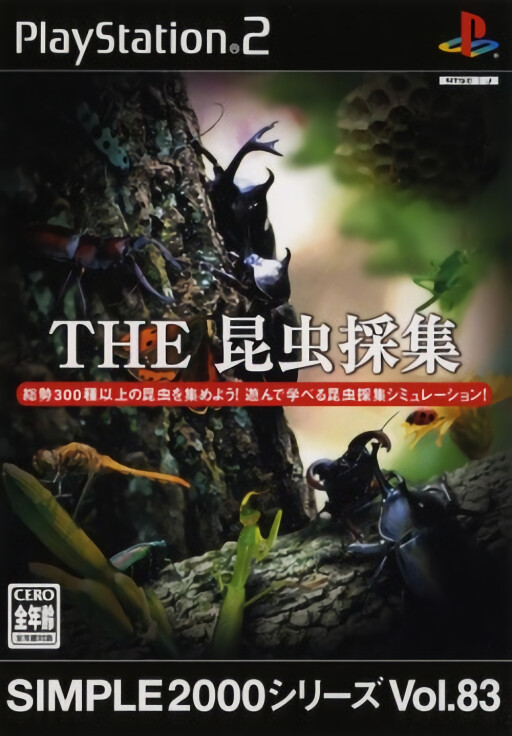 PlayStation®2
NTSC J
THE 昆虫採集
総勢300種以上の昆虫を集めよう! 遊んで学べる昆虫採集シミュレーション!
CERO
全年齢
SIMPLE2000シリーズ Vol.83